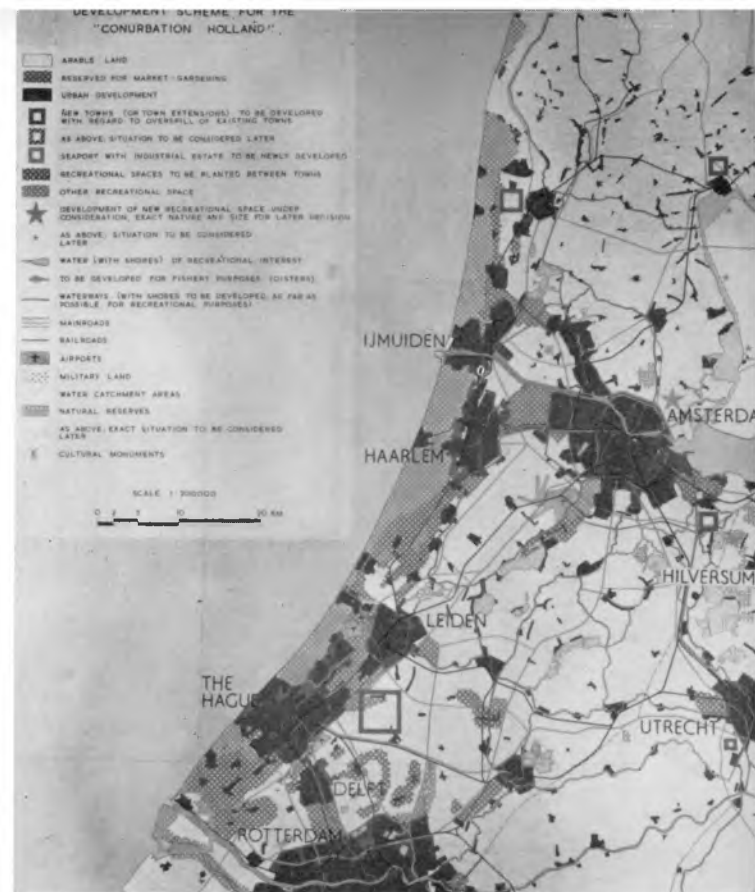 DEVELOPMENT SCHEME FOR THE
"CONURBATION HOLLAND".
ARABLE LAND
RESERVED FOR MARKET-GARDENING
URBAN DEVELOPMENT
NEW TOWNS (OR TOWN EXTENSIONS) TO BE DEVELOPED
WITH REGARD TO OVERSPILL OF EXISTING TOWNS
AS ABOVE, SITUATION TO BE CONSIDERED LATER
SEAPORT WITH INDUSTRIAL ESTATE TO BE NEWLY DEVELOPED
RECREATIONAL SPACES TO BE PLANTED BETWEEN TOWNS
OTHER RECREATIONAL SPACE
DEVELOPMENT OF NEW RECREATIONAL SPACE UNDER
CONSIDERATION, EXACT NATURE AND SIZE FOR LATER DECISION
AS ABOVE, SITUATION TO BE CONSIDERED
LATER
WATER (WITH SHORES) OF RECREATIONAL INTEREST
TO BE DEVELOPED FOR FISHERY PURPOSES (OISTERS)
WATERWAYS (WITH SHORES TO BE DEVELOPED, AS FAR AS
POSSIBLE, FOR RECREATIONAL PURPOSES)
MAINROADS
RAILROADS
AIRPORTS
MILITARY LAND
WATER CATCHMENT AREAS
NATURAL RESERVES
AS ABOVE, EXACT SITUATION TO BE CONSIDERED
LATER
CULTURAL MONUMENTS
SCALE 1:300000
10
20 KM
IJMUIDEN
AMSTERDA
HAARLEM
HILVERSUM
LEIDEN
THE
HAGUE
UTRECHT
DELFT
ROTTERDAM